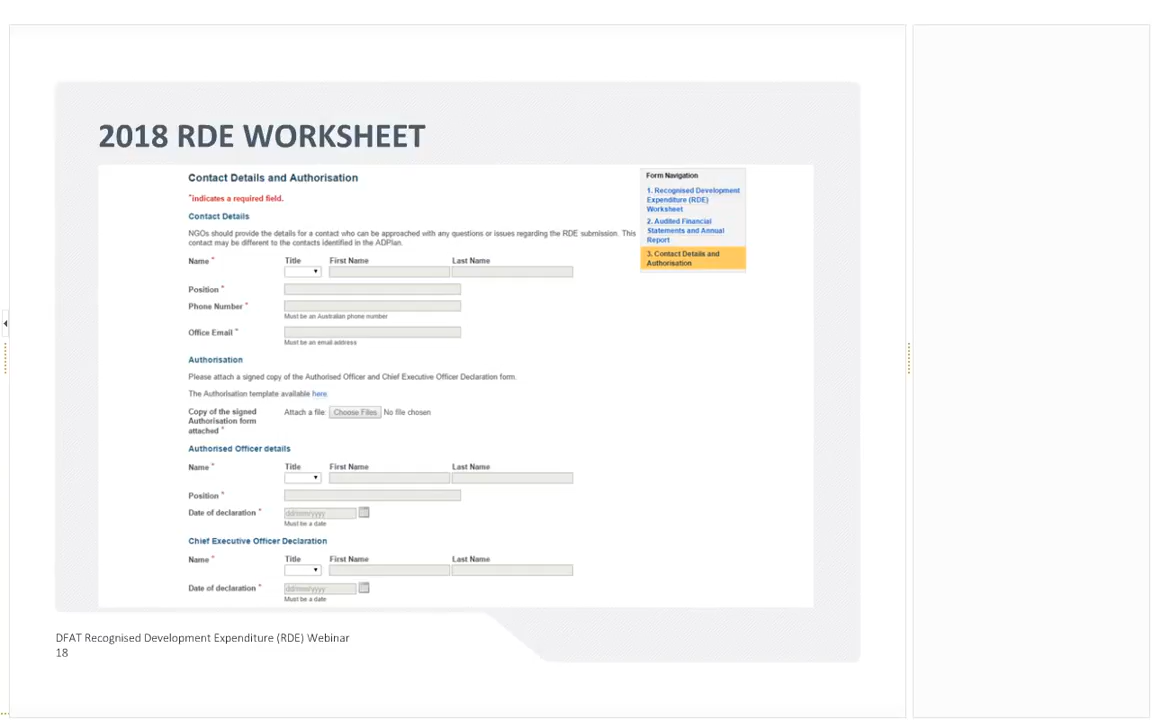 2018 RDE WORKSHEET
Contact Details and Authorisation
*indicates a required field.
Contact Details
NGOs should provide the details for a contact who can be approached with any questions or issues regarding the RDE submission. This
contact may be different to the contacts identified in the ADPlan.
Name *
Title First Name Last Name
Position *
Phone Number *
Must be an Australian phone number
Office Email *
Must be an email address
Authorisation
Please attach a signed copy of the Authorised Officer and Chief Executive Officer Declaration form.
The Authorisation template available here.
Copy of the signed
Authorisation form
attached *
Attach a file: Choose Files No file chosen
Authorised Officer details
Name *
Title First Name Last Name
Position *
Date of declaration *
dd/mm/yyyy
Must be a date
Chief Executive Officer Declaration
Name *
Title First Name Last Name
Date of declaration *
dd/mm/yyyy
Must be a date
Form Navigation
1. Recognised Development
Expenditure (RDE)
Worksheet
2. Audited Financial
Statements and Annual
Report
3. Contact Details and
Authorisation
DFAT Recognised Development Expenditure (RDE) Webinar
18